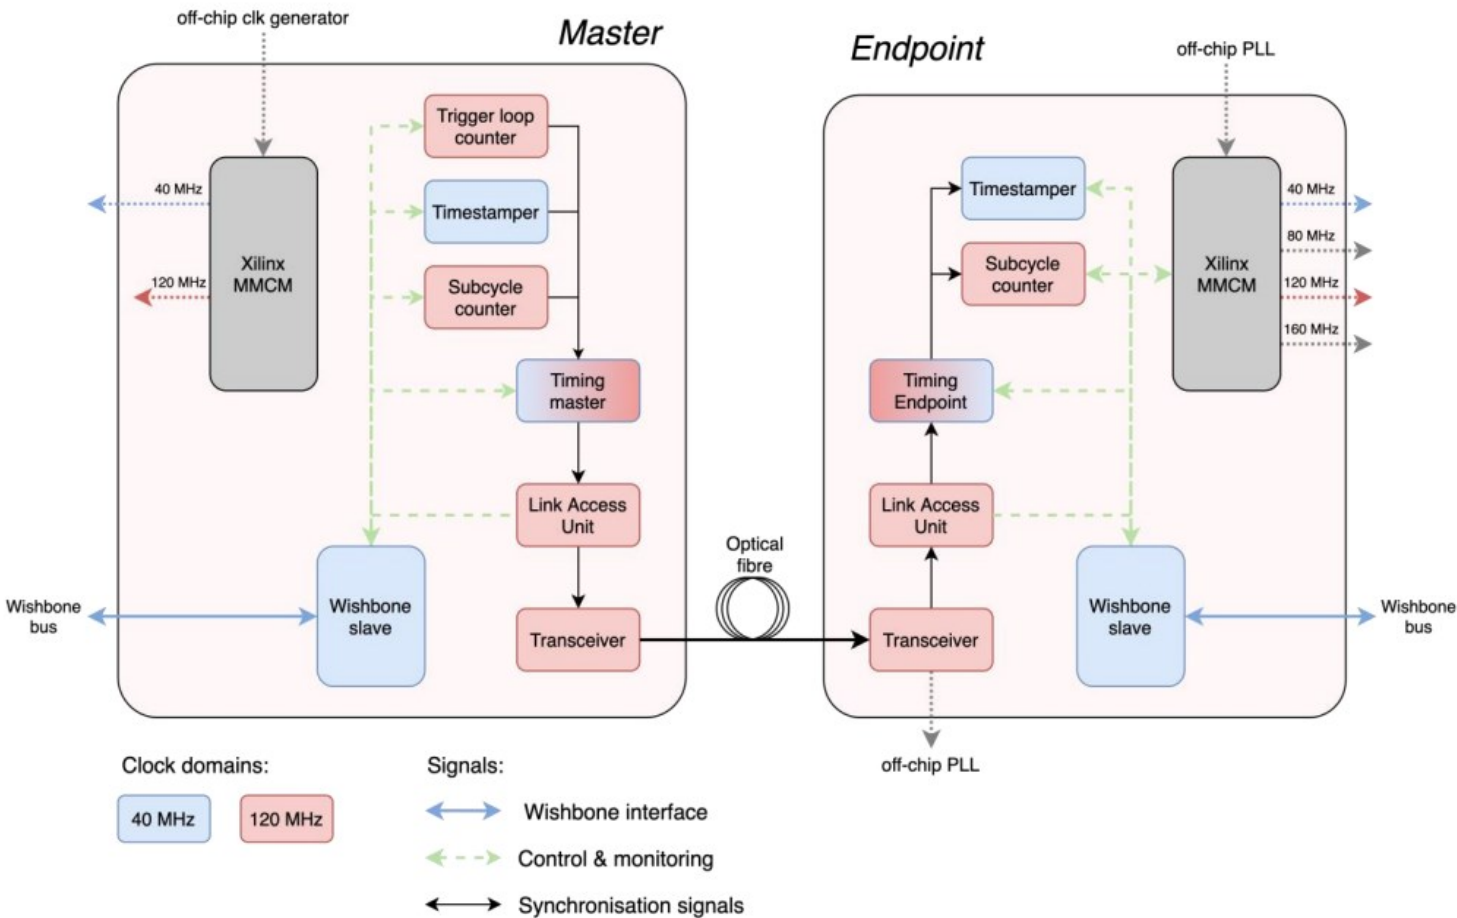 off-chip clk generator
Master
Trigger loop
counter
Timestamper
Subcycle
counter
40 MHz
120 MHz
Xilinx
MMCM
Timing
master
Link Access
Unit
Wishbone
bus
Wishbone
slave
Transceiver
Optical
fibre
Endpoint
off-chip PLL
Timestamper
Subcycle
counter
Xilinx
MMCM
40 MHz
80 MHz
120 MHz
160 MHz
Timing
Endpoint
Link Access
Unit
Transceiver
Wishbone
slave
Wishbone
bus
off-chip PLL
Clock domains:
40 MHz
120 MHz
Signals:
Wishbone interface
Control & monitoring
Synchronisation signals